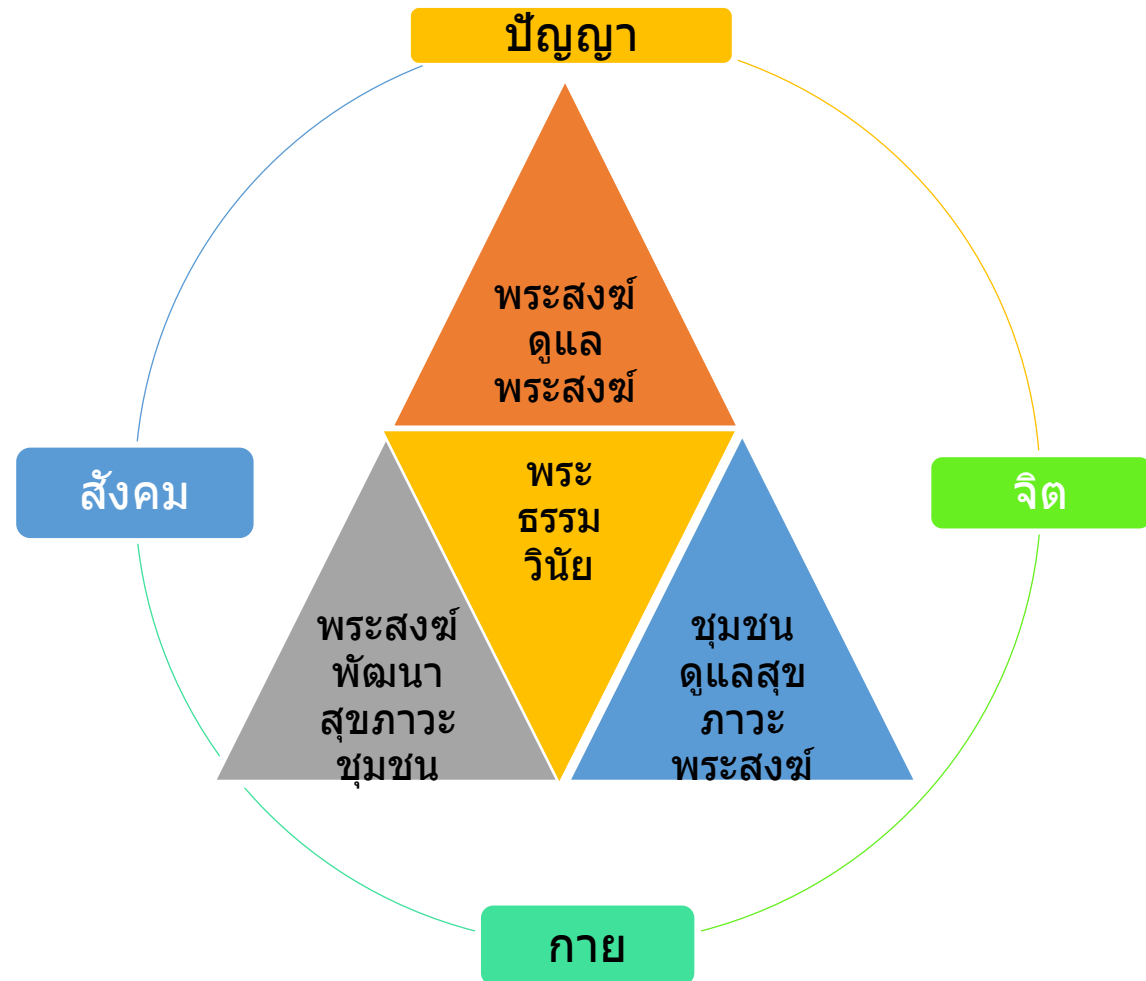 ปัญญา
พระสงฆ์
ดูแล
พระสงฆ์
สังคม
พระ
ธรรม
วินัย
จิต
พระสงฆ์
พัฒนา
สุขภาวะ
ชุมชน
ชุมชน
ดูแลสุข
ภาวะ
พระสงฆ์
กาย